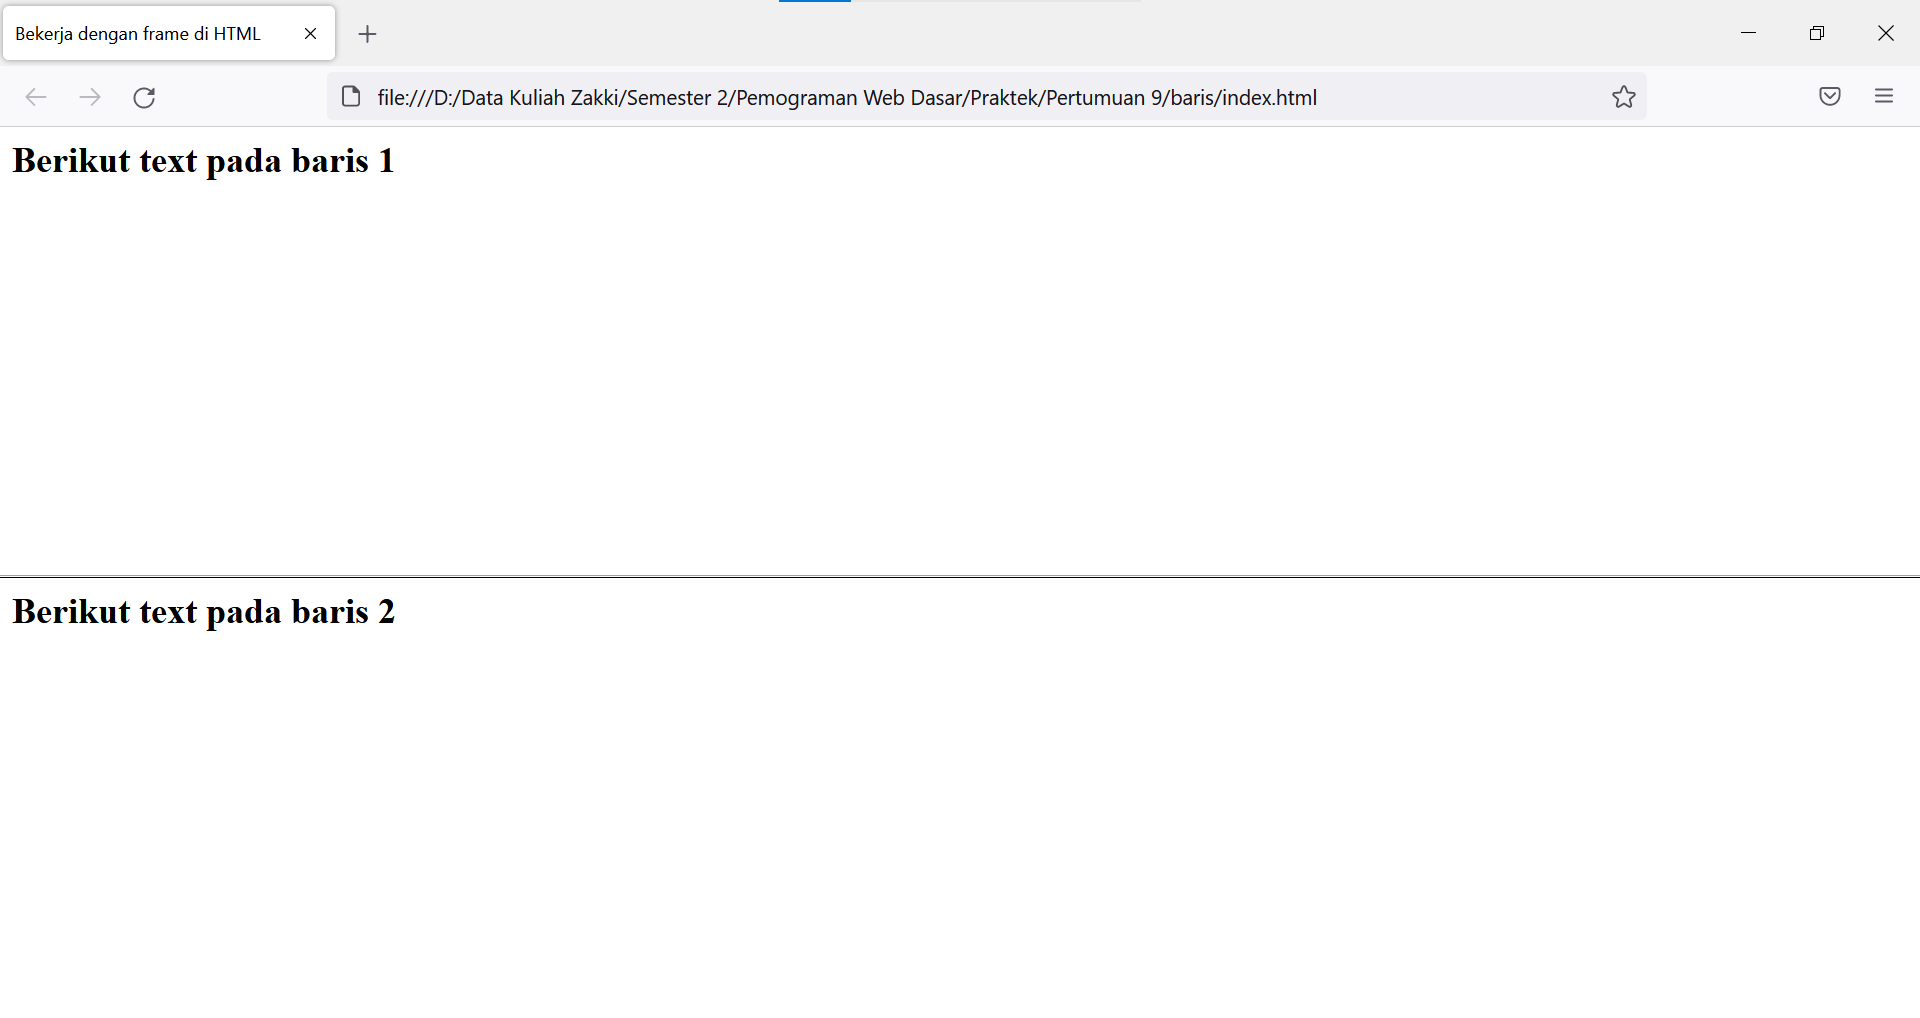 Bekerja dengan frame di HTML
file:///D:/Data Kuliah Zakki/Semester 2/Pemograman Web Dasar/Praktek/Pertumuan 9/baris/index.html
Berikut text pada baris 1
Berikut text pada baris 2